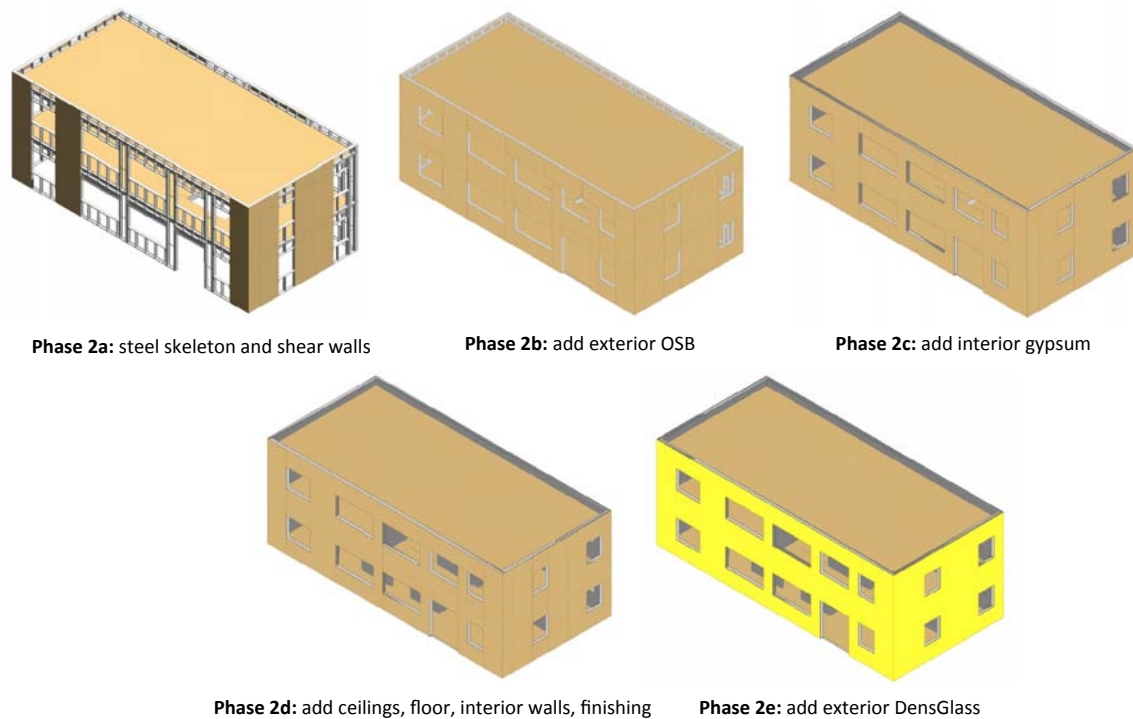 Phase 2a: steel skeleton and shear walls
Phase 2b: add exterior OSB
Phase 2c: add interior gypsum
Phase 2d: add ceilings, floor, interior walls, finishing
Phase 2e: add exterior DensGlass